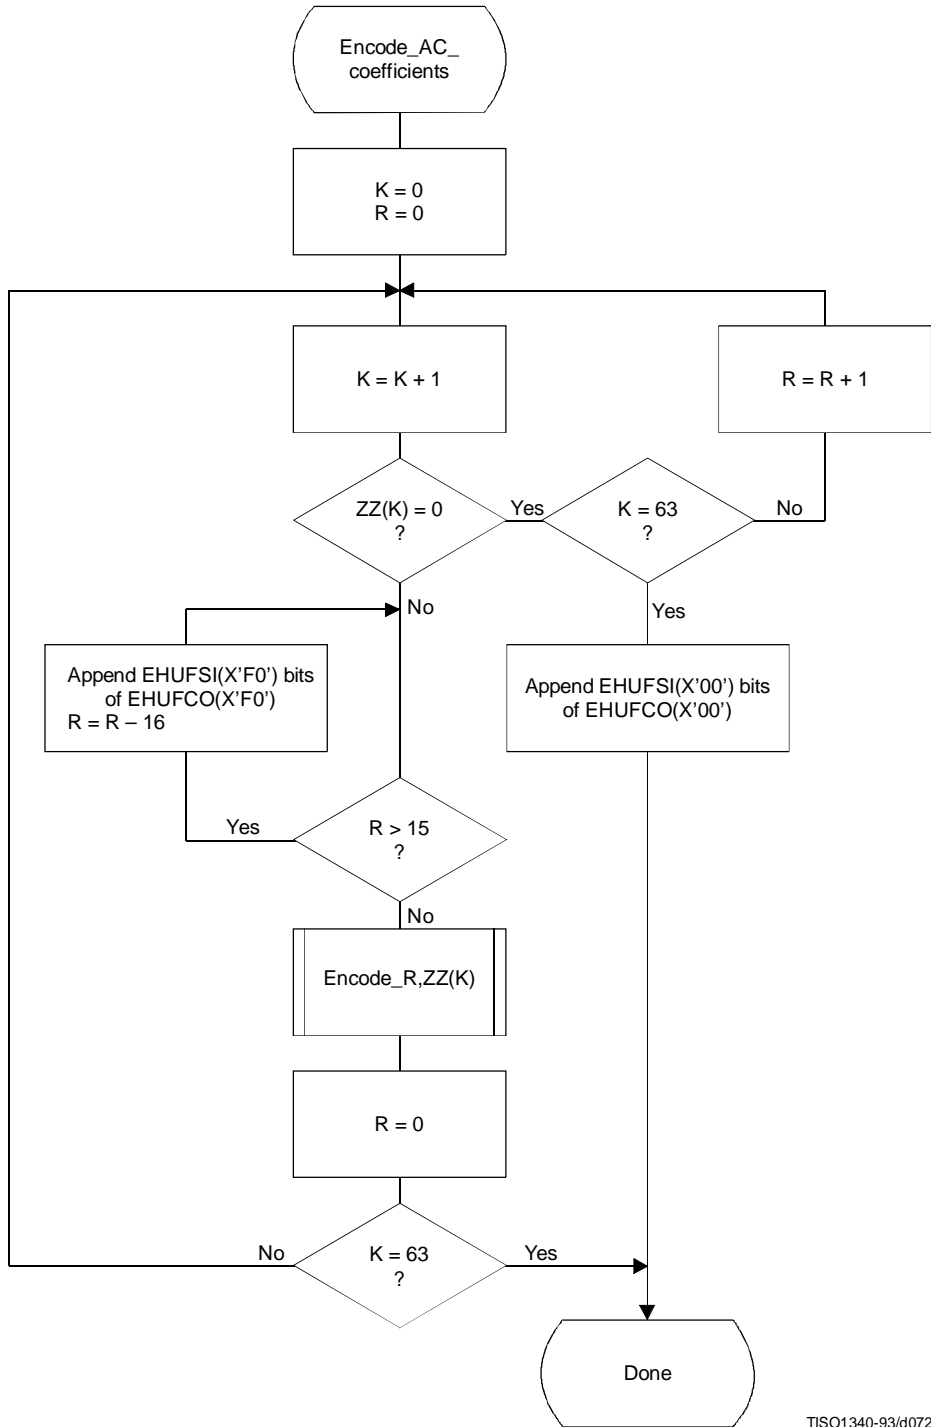 Encode_AC_
coefficients
K = 0
R = 0
K = K + 1
R = R + 1
ZZ(K) = 0
?
Yes
K = 63
?
No
No
Yes
Append EHUFSI(X'F0') bits
of EHUFCO(X'F0')
R = R – 16
Append EHUFSI(X'00') bits
of EHUFCO(X'00')
Yes
R > 15
?
No
Encode_R,ZZ(K)
R = 0
No
K = 63
?
Yes
Done
TISO1340-93/d072